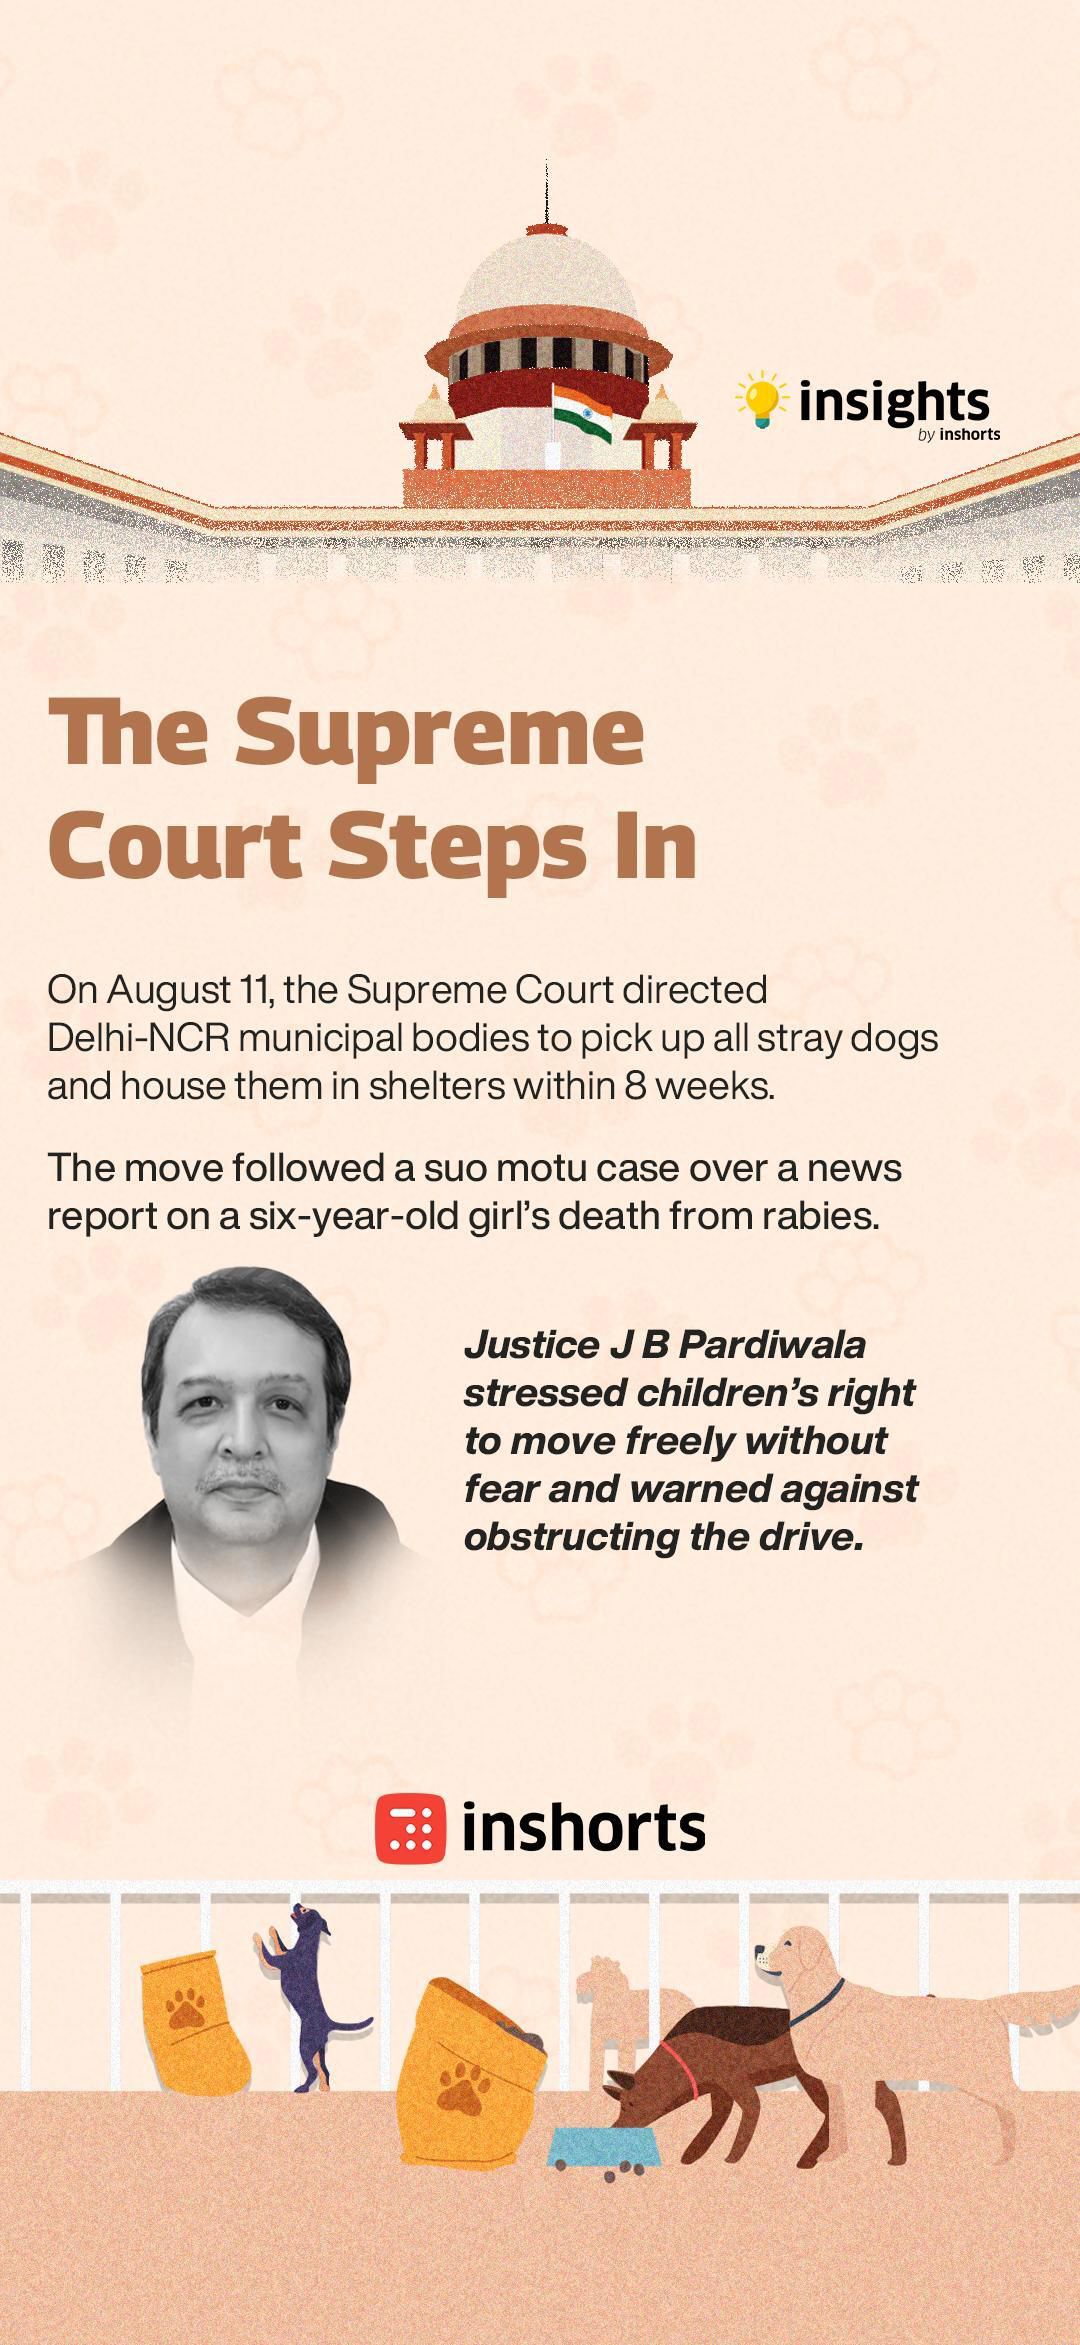 insights
by inshorts
The Supreme
Court Steps In
On August 11, the Supreme Court directed
Delhi-NCR municipal bodies to pick up all stray dogs
and house them in shelters within 8 weeks.
The move followed a suo motu case over a news
report on a six-year-old girl’s death from rabies.
Justice J B Pardiwala
stressed children’s right
to move freely without
fear and warned against
obstructing the drive.
inshorts